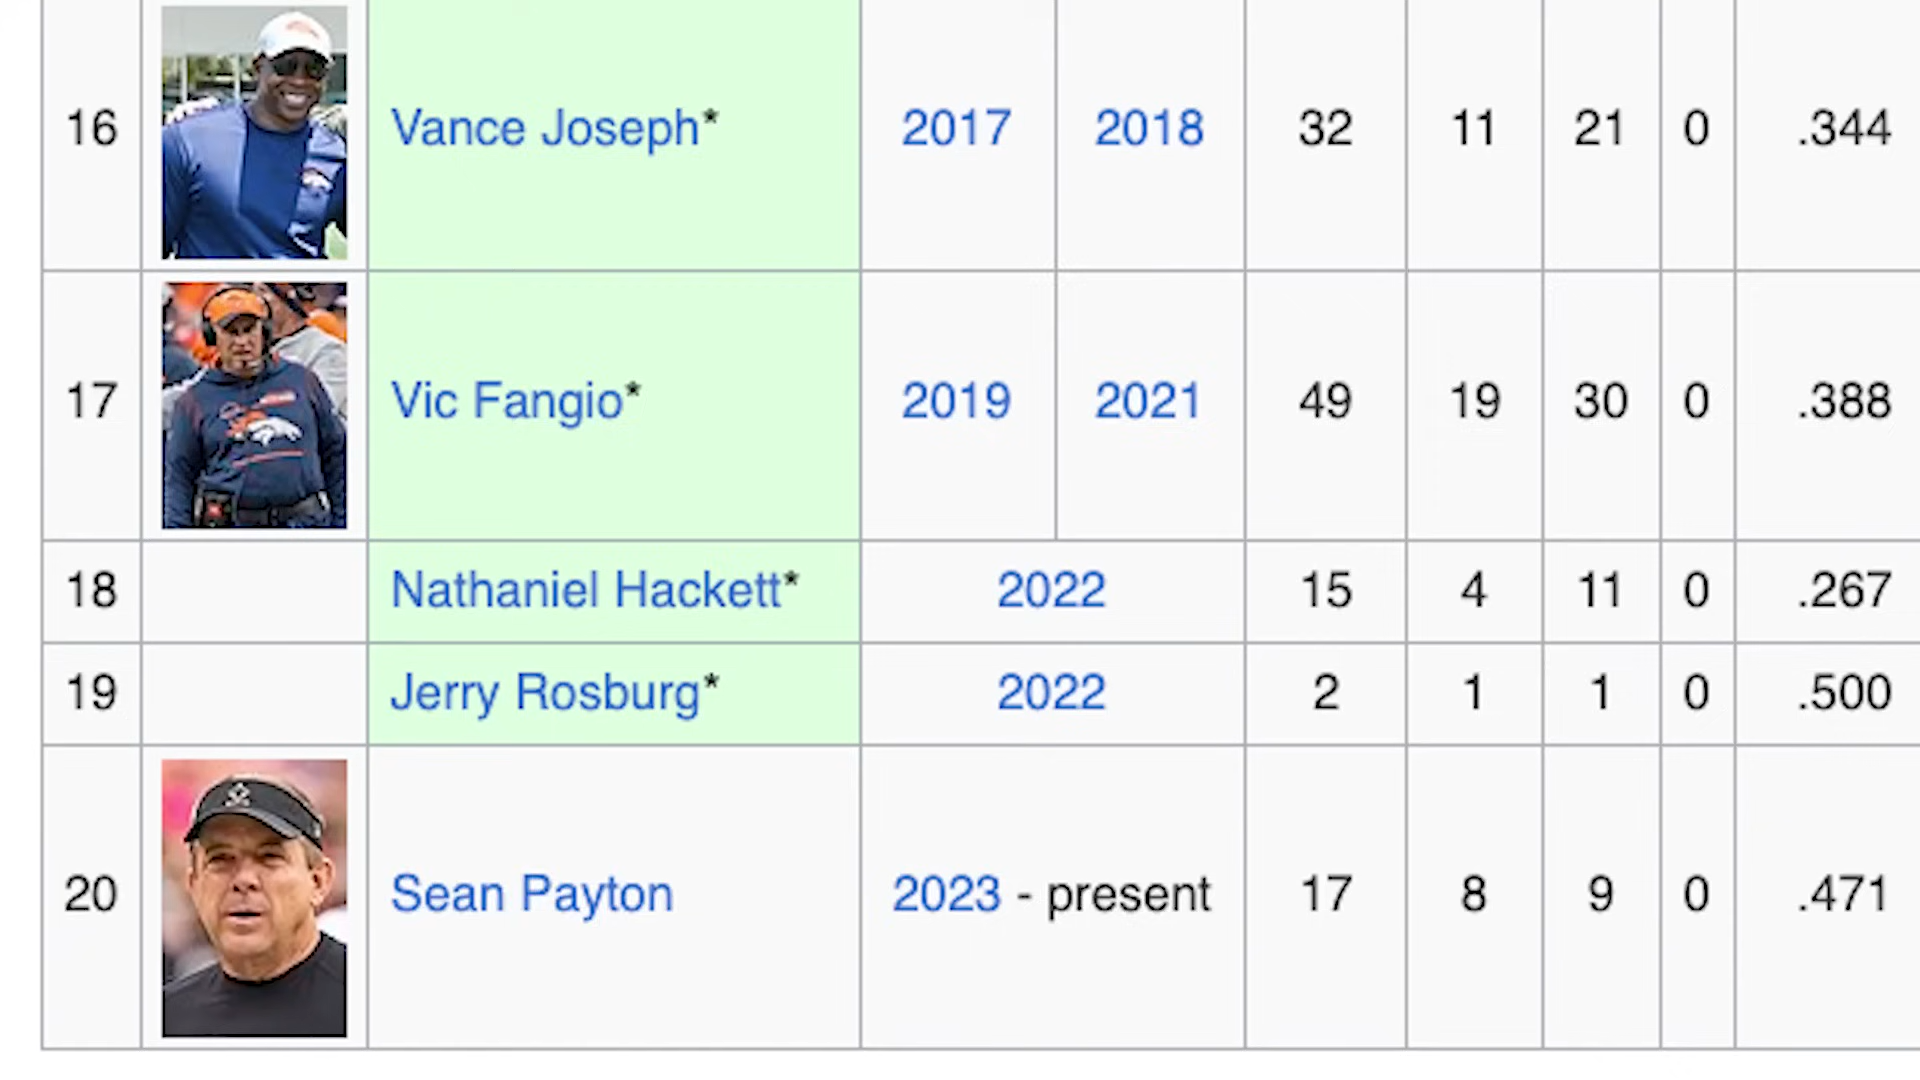 16 Vance Joseph* 2017 2018 32 11 21 0 .344
17 Vic Fangio* 2019 2021 49 19 30 0 .388
18 Nathaniel Hackett* 2022 15 4 11 0 .267
19 Jerry Rosburg* 2022 2 1 1 0 .500
20 Sean Payton 2023 - present 17 8 9 0 .471